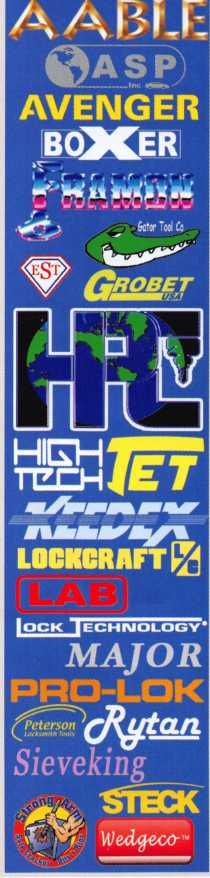 AABLE
ASP
Inc
AVENGER
BOXER
FRAMON
Gator Tool Co
EST
GROBET
USA
HPC
HIGH
TECH
JET
KEEDEX
LOCKCRAFT L/C
LAB
LOCK TECHNOLOGY
MAJOR
PRO-LOK
Peterson
Locksmith Tools
Rytan
Sieveking
STECK
Strong Arm
Wedgeco™